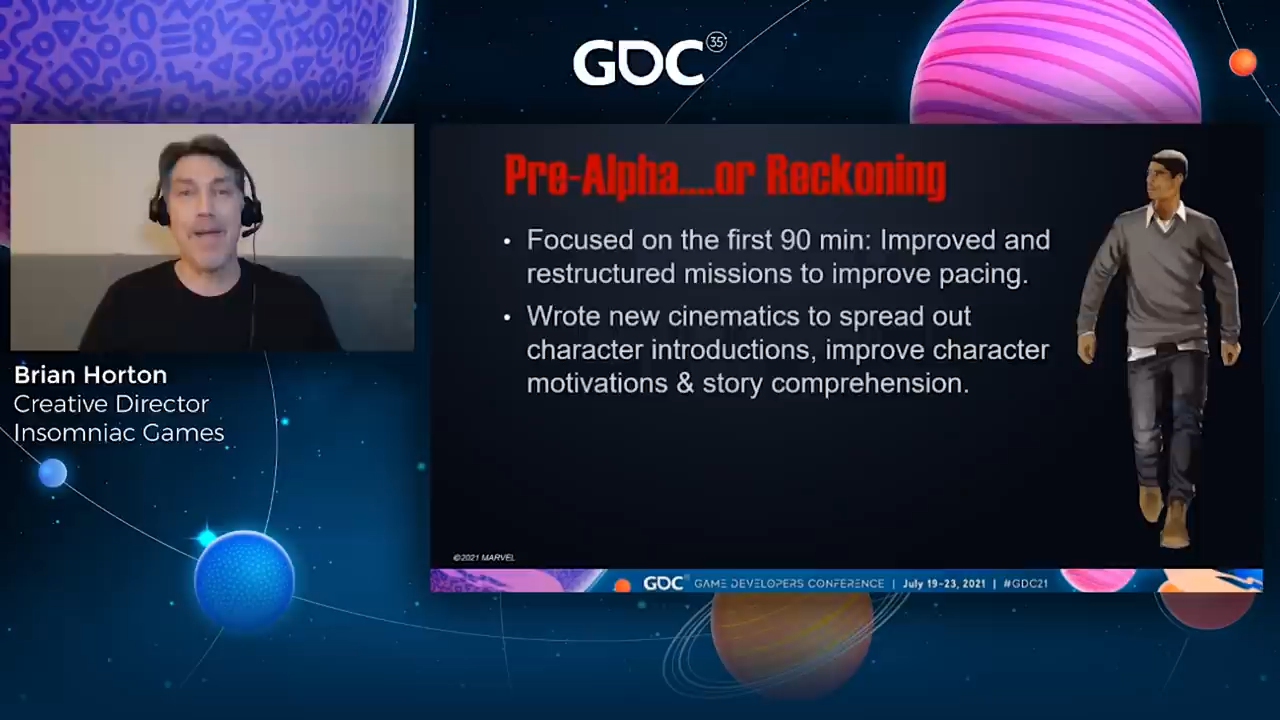 GDC 35
Pre-Alpha....or Reckoning
• Focused on the first 90 min: Improved and
restructured missions to improve pacing.
• Wrote new cinematics to spread out
character introductions, improve character
motivations & story comprehension.
Brian Horton
Creative Director
Insomniac Games
©2021 MARVEL
GDC GAME DEVELOPERS CONFERENCE | July 19-23, 2021 | #GDC21